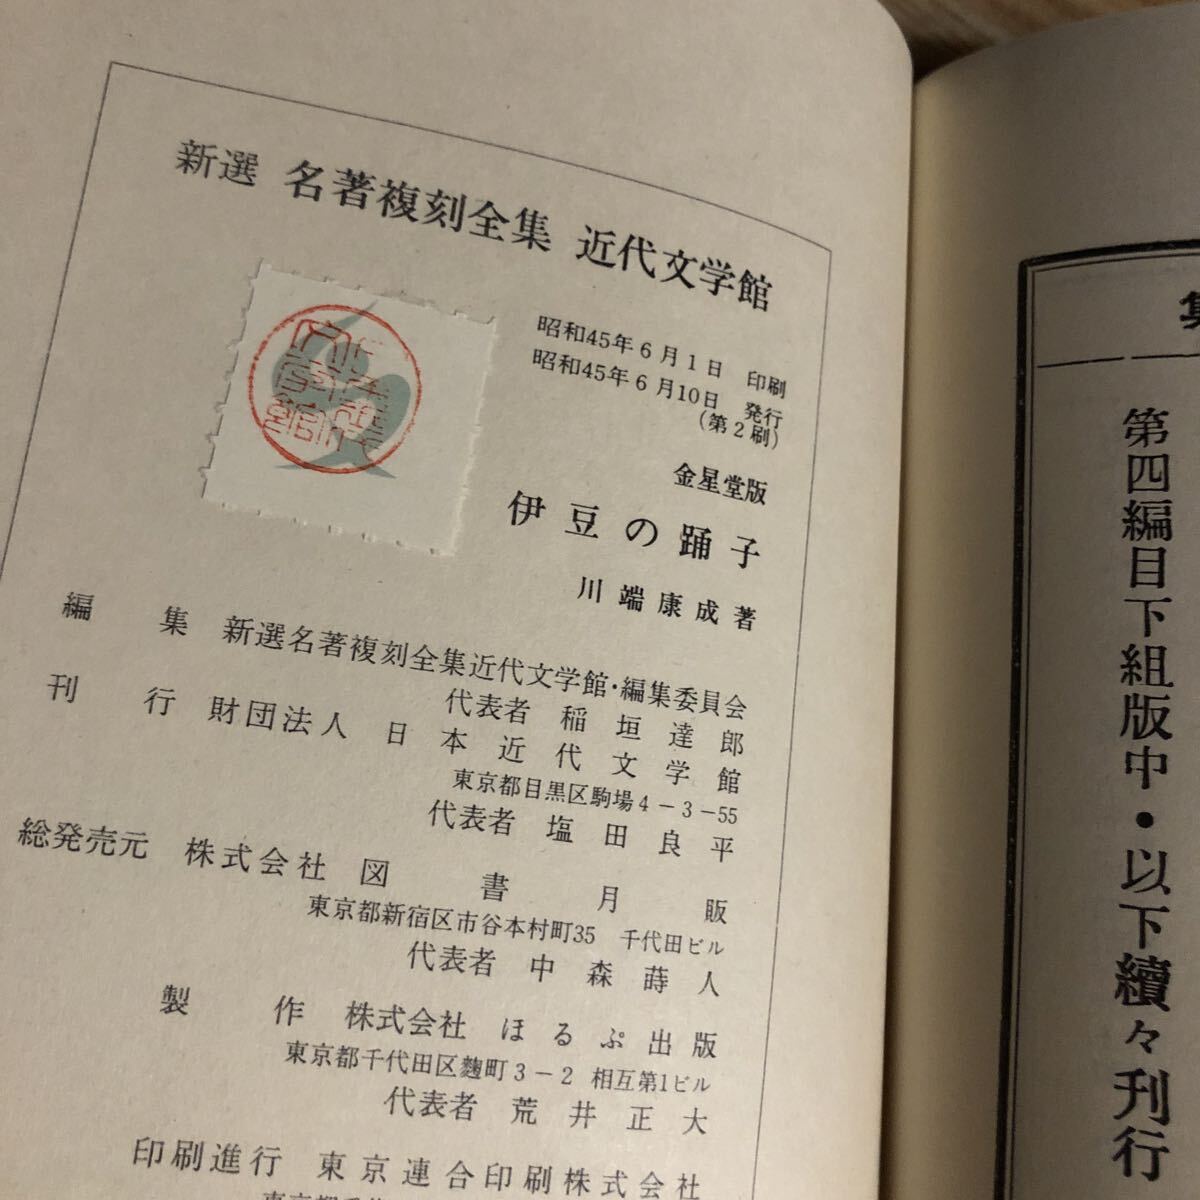 新選 名著複刻全集 近代文学館
昭和45年6月1日 印刷
昭和45年6月10日 発行
(第2刷)
金星堂版
伊豆の踊子
川端康成著
編 集 新選名著複刻全集近代文学館・編集委員会
代表者 稲垣達郎
刊 行 財団法人 日本近代文学館
東京都目黒区駒場4-3-55
代表者 塩田良平
総発売元 株式会社 図書月販
東京都新宿区市谷本村町35 千代田ビル
代表者 中森蒔人
製 作 株式会社 ほるぷ出版
東京都千代田区麴町3-2 相互第1ビル
代表者 荒井正大
印刷進行 東京連合印刷株式会社
第四編目下組版中・以下續々刊行